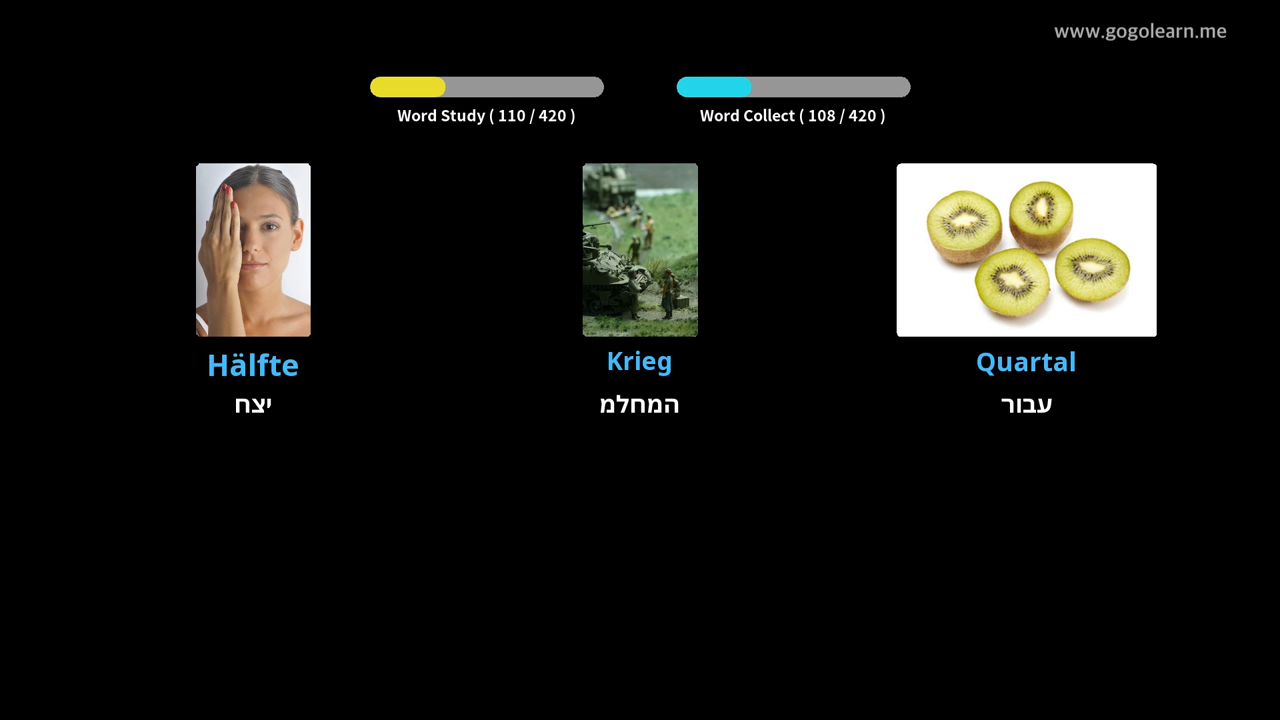 www.gogolearn.me
Word Study ( 110 / 420 )
Word Collect ( 108 / 420 )
Hälfte
יצח
Krieg
המחלמ
Quartal
עבור